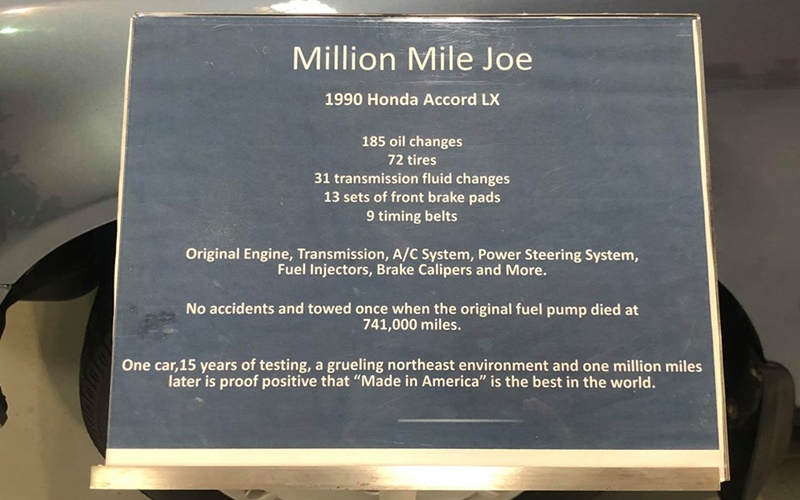 Million Mile Joe
1990 Honda Accord LX
185 oil changes
72 tires
31 transmission fluid changes
13 sets of front brake pads
9 timing belts
Original Engine, Transmission, A/C System, Power Steering System,
Fuel Injectors, Brake Calipers and More.
No accidents and towed once when the original fuel pump died at
741,000 miles.
One car,15 years of testing, a grueling northeast environment and one million miles
later is proof positive that “Made in America” is the best in the world.